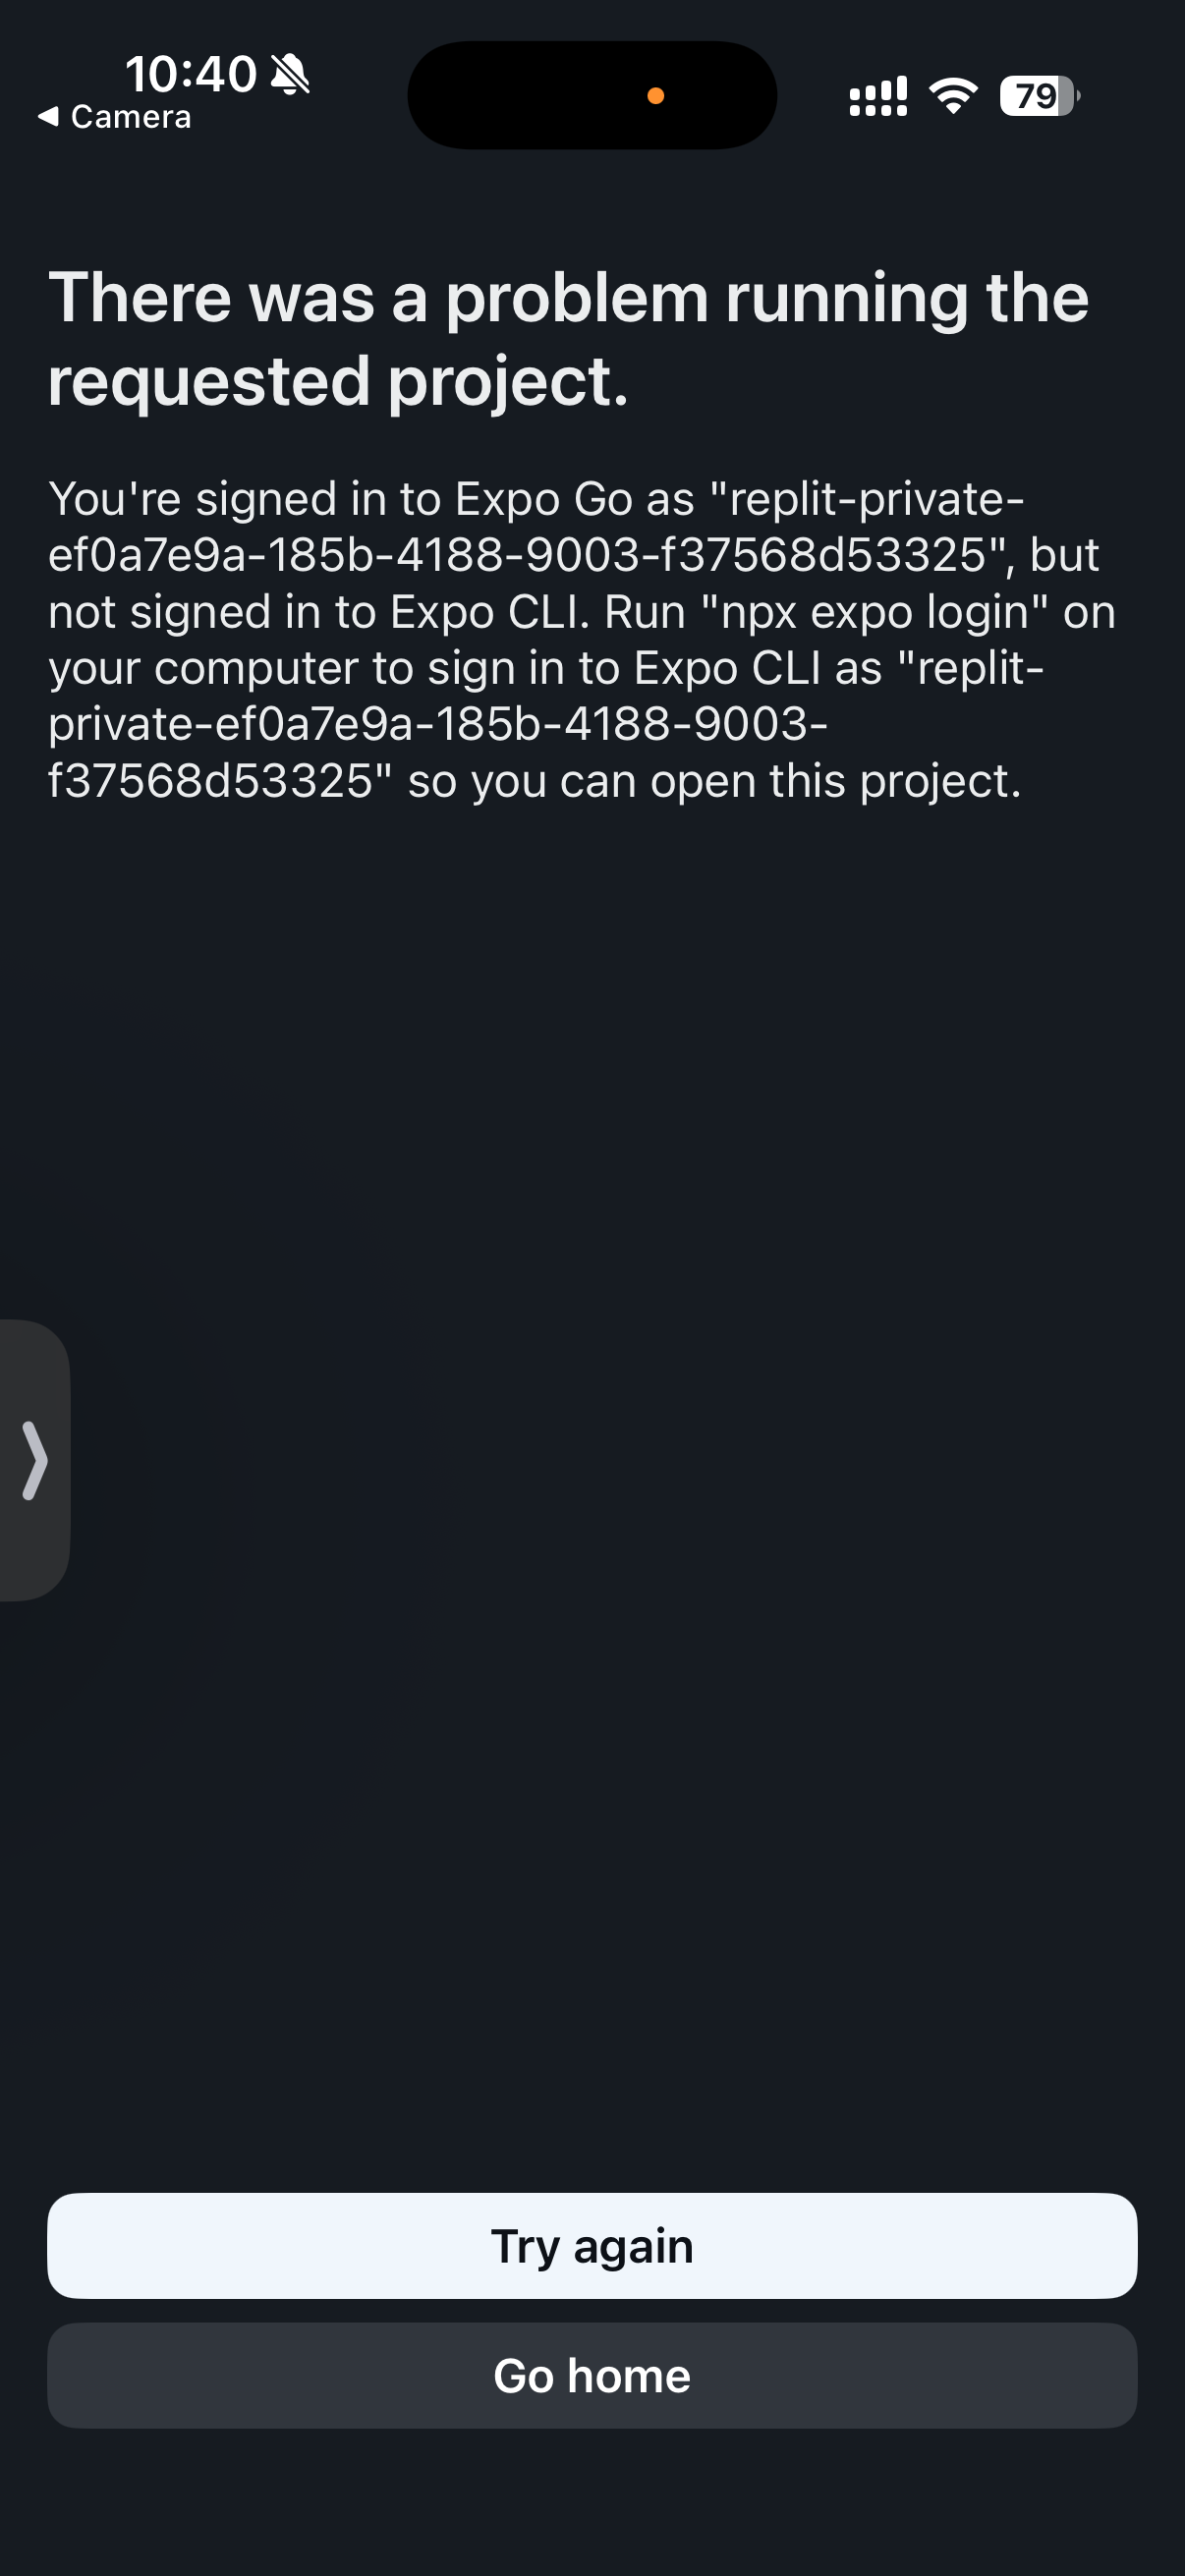 10:40
Camera
79
There was a problem running the
requested project.
You're signed in to Expo Go as "replit-private-
ef0a7e9a-185b-4188-9003-f37568d53325", but
not signed in to Expo CLI. Run "npx expo login" on
your computer to sign in to Expo CLI as "replit-
private-ef0a7e9a-185b-4188-9003-
f37568d53325" so you can open this project.
Try again
Go home